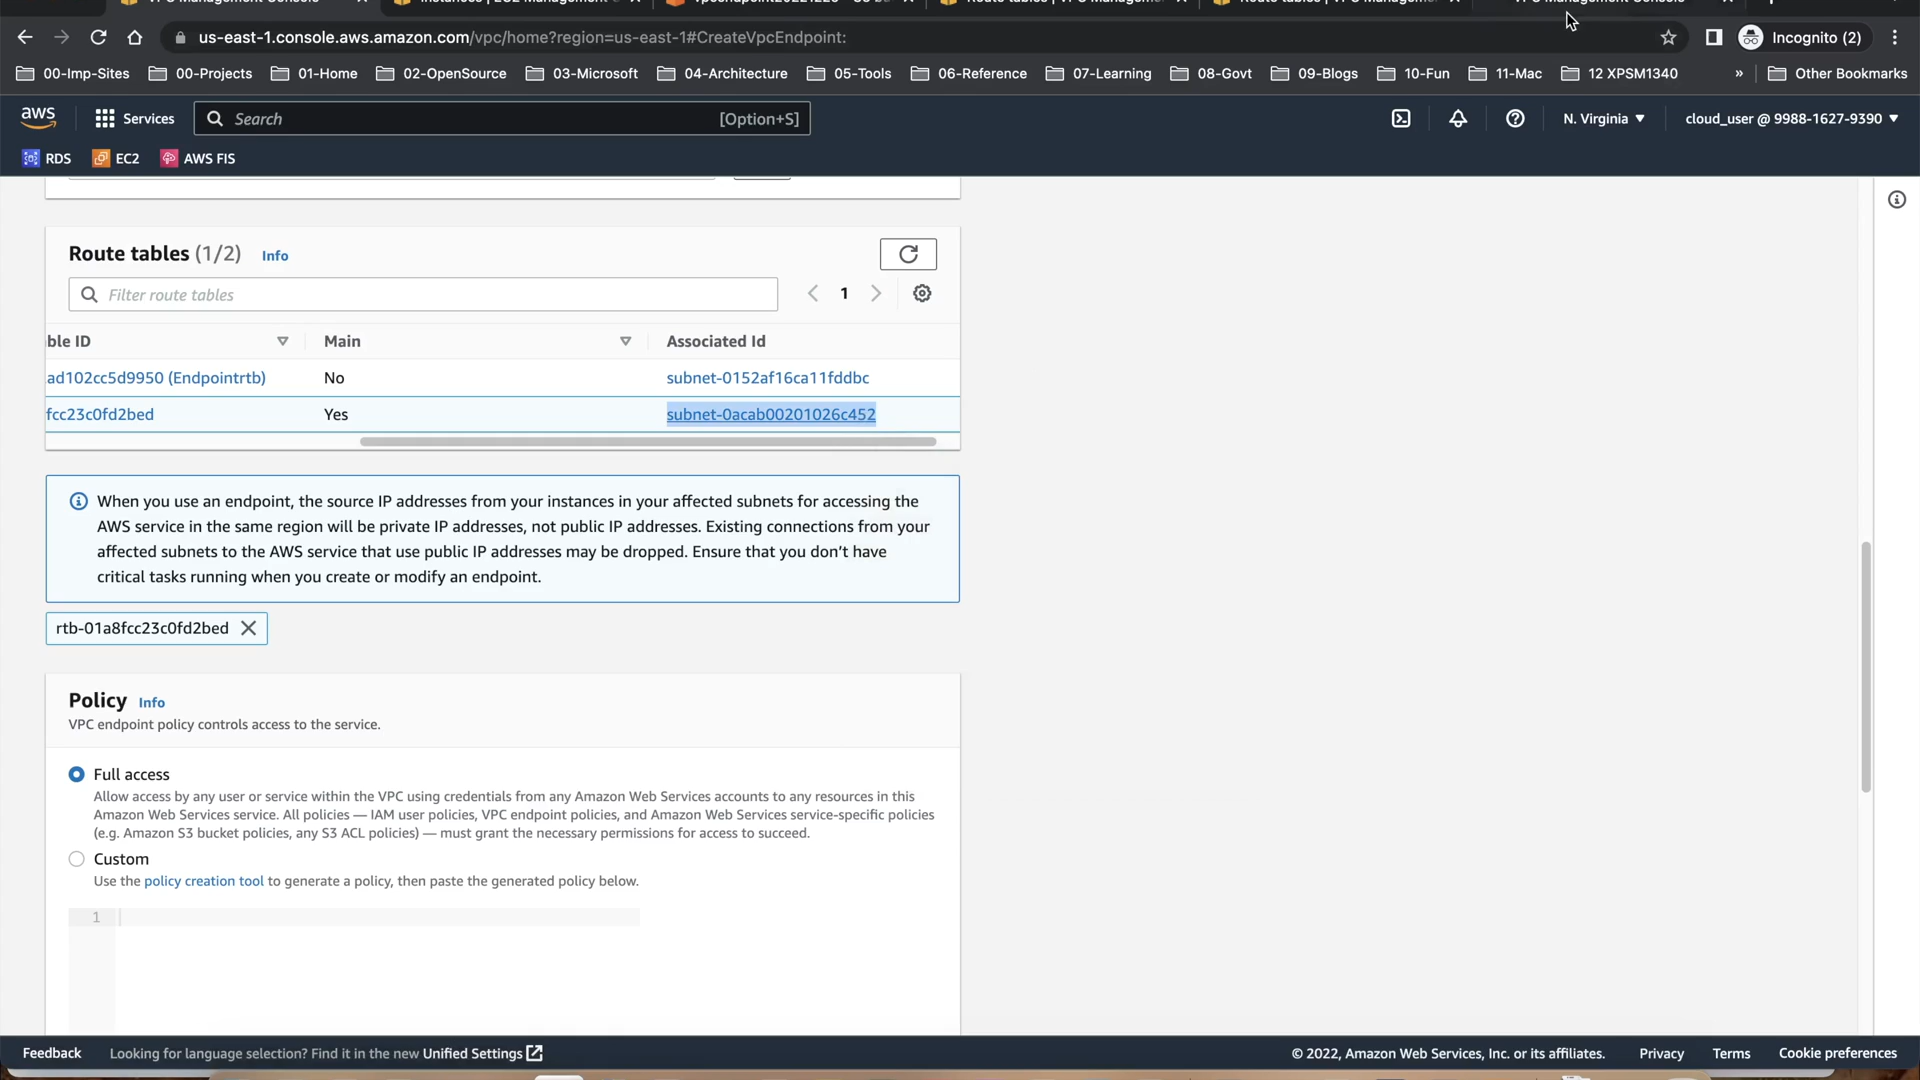 us-east-1.console.aws.amazon.com/vpc/home?region=us-east-1#CreateVpcEndpoint:
Incognito (2)
00-Imp-Sites 00-Projects 01-Home 02-OpenSource 03-Microsoft 04-Architecture 05-Tools 06-Reference 07-Learning 08-Govt 09-Blogs 10-Fun 11-Mac 12 XPSM1340 » Other Bookmarks
aws Services Search [Option+S] N. Virginia cloud_user @ 9988-1627-9390
RDS EC2 AWS FIS
Route tables (1/2) Info
Filter route tables 1
ble ID Main Associated Id
ad102cc5d9950 (Endpointrtb) No subnet-0152af16ca11fddbc
fcc23c0fd2bed Yes subnet-0acab00201026c452
When you use an endpoint, the source IP addresses from your instances in your affected subnets for accessing the
AWS service in the same region will be private IP addresses, not public IP addresses. Existing connections from your
affected subnets to the AWS service that use public IP addresses may be dropped. Ensure that you don't have
critical tasks running when you create or modify an endpoint.
rtb-01a8fcc23c0fd2bed
Policy Info
VPC endpoint policy controls access to the service.
Full access
Allow access by any user or service within the VPC using credentials from any Amazon Web Services accounts to any resources in this
Amazon Web Services service. All policies — IAM user policies, VPC endpoint policies, and Amazon Web Services service-specific policies
(e.g. Amazon S3 bucket policies, any S3 ACL policies) — must grant the necessary permissions for access to succeed.
Custom
Use the policy creation tool to generate a policy, then paste the generated policy below.
1
Feedback Looking for language selection? Find it in the new Unified Settings © 2022, Amazon Web Services, Inc. or its affiliates. Privacy Terms Cookie preferences